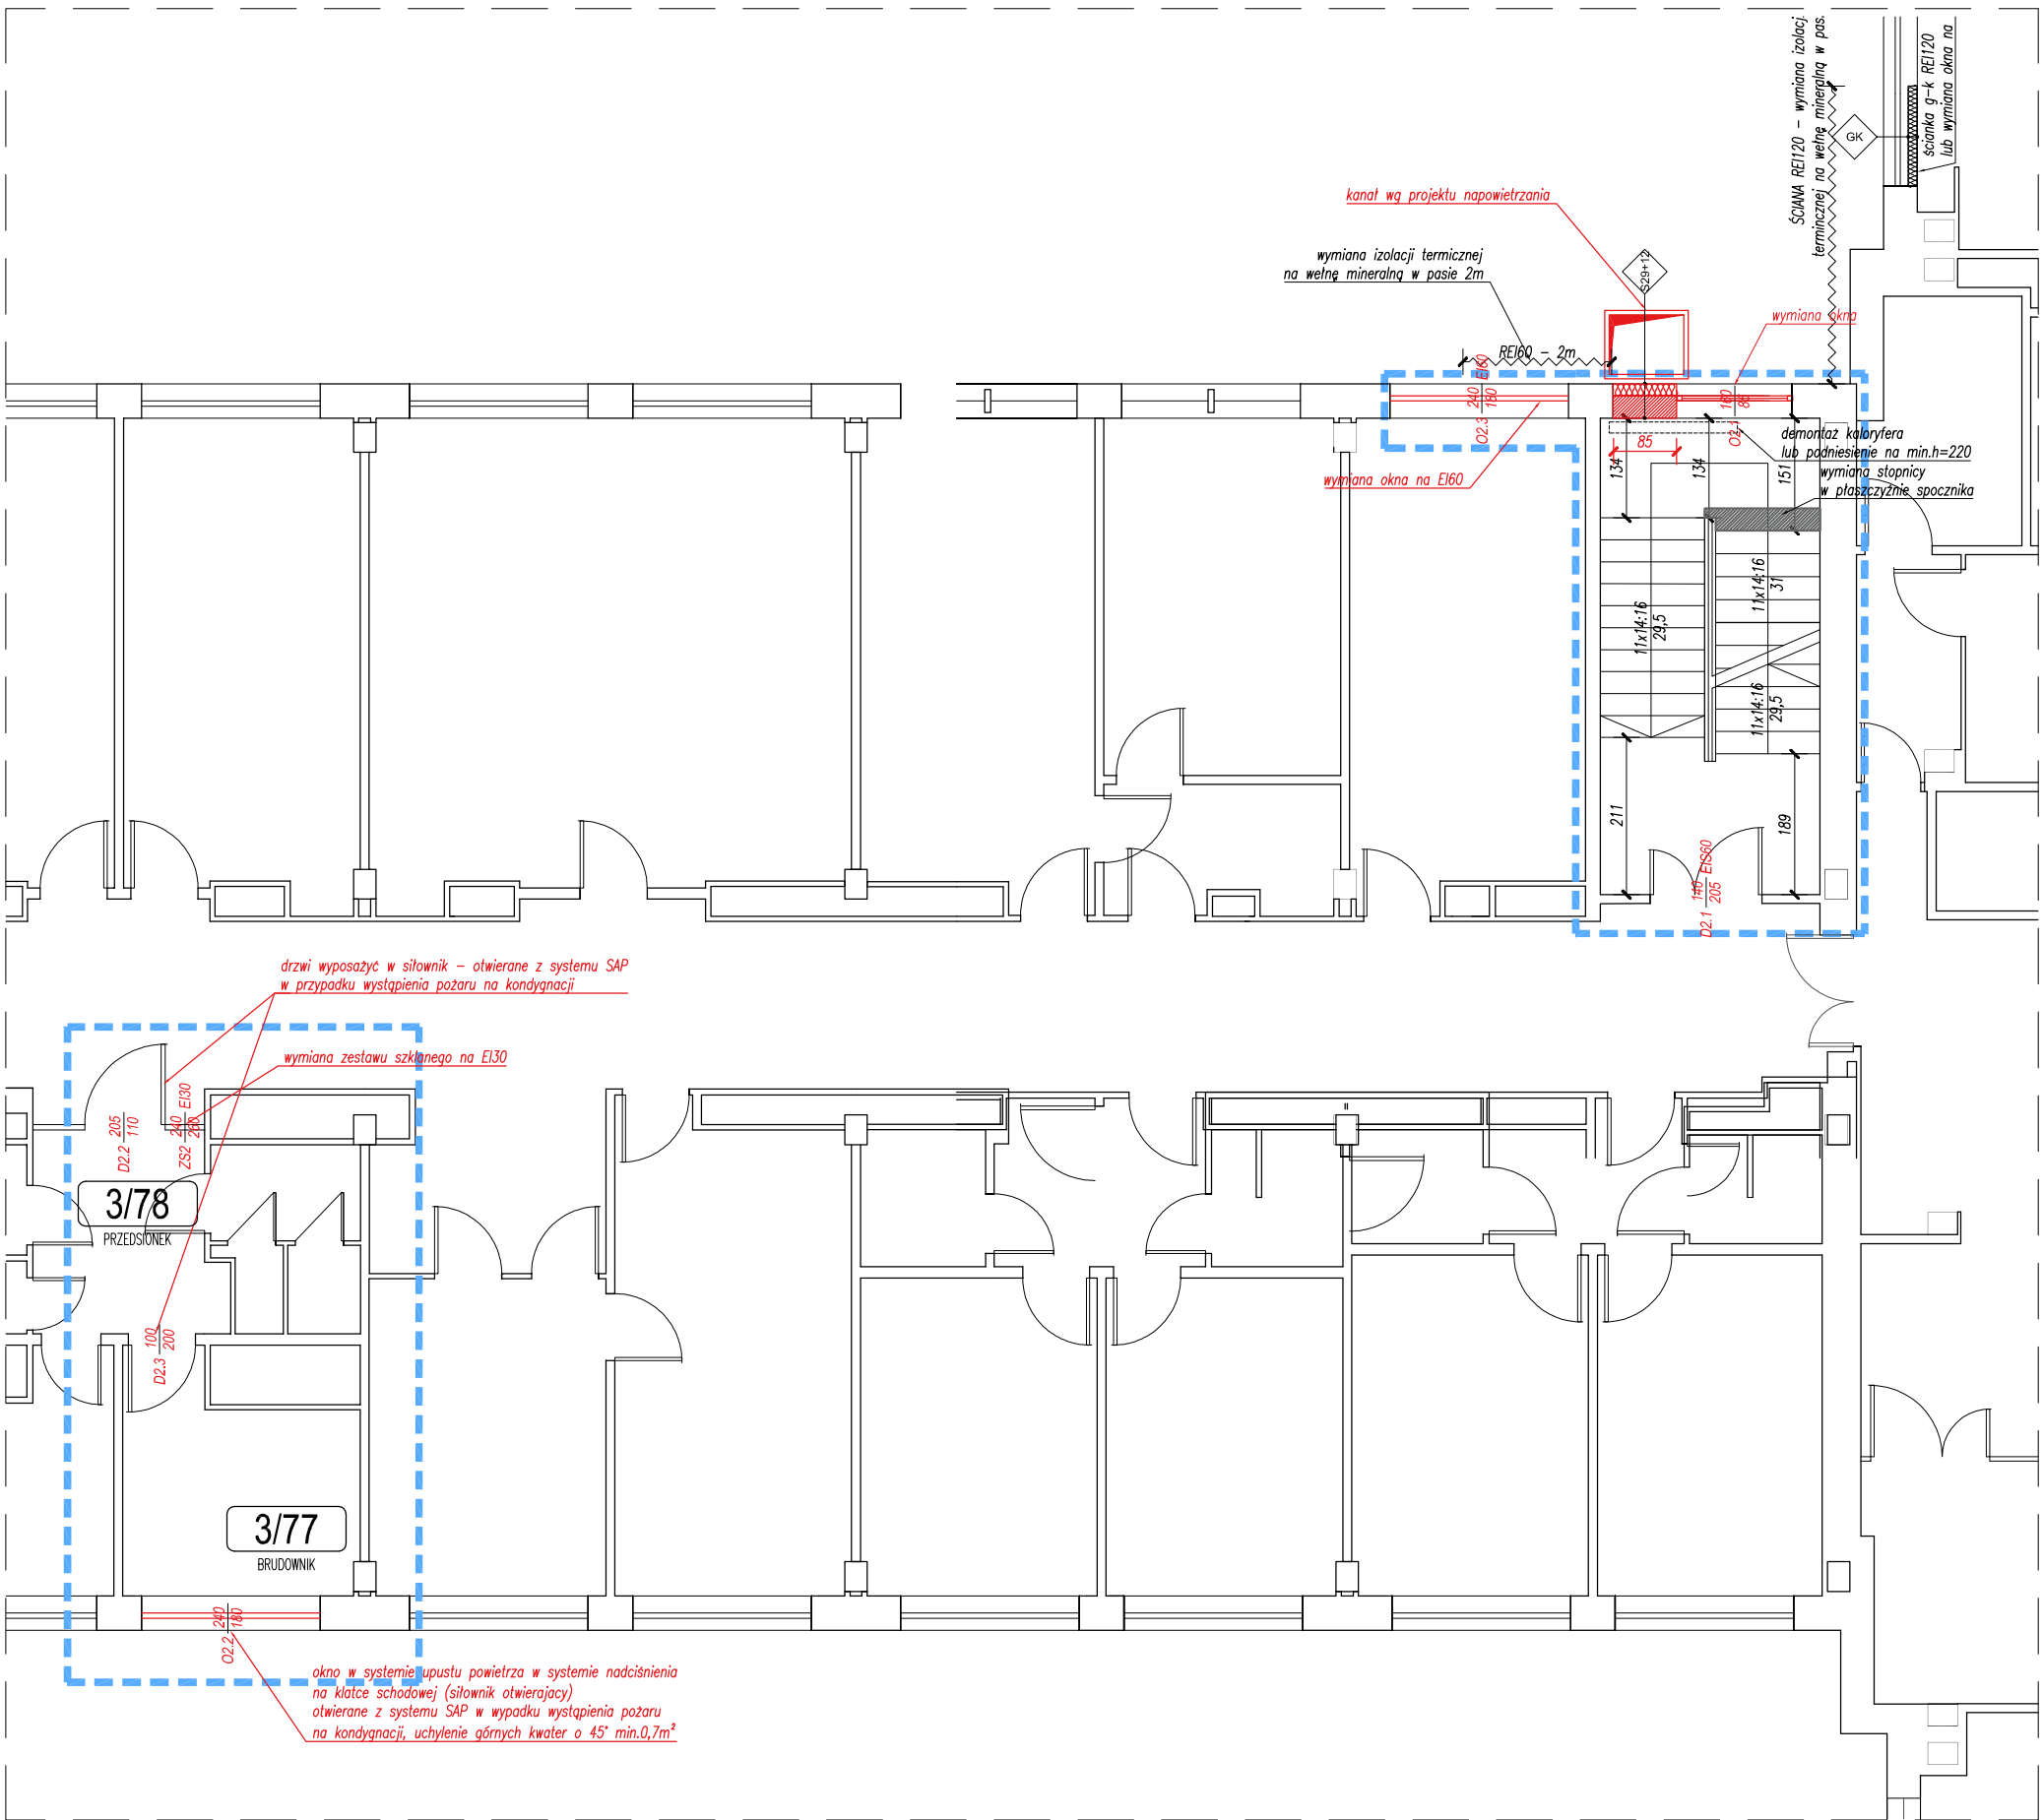 ŚCIANA REI120 – wymiana izolacj.
termicznej na wełnę mineralną w pas.
GK
ścianka g-k REI120
lub wymiana okna na
kanał wg projektu napowietrzania
wymiana izolacji termicznej
na wełnę mineralną w pasie 2m
S29+12
wymiana okna
REI60 – 2m
O2.3 240 EI60
180
O2.1 160
85
85
demontaż kaloryfera
lub podniesienie na min.h=220
wymiana stopnicy
w płaszczyźnie spocznika
wymiana okna na EI60
134
134
151
11x14:16
29,5
11x14:16
31
11x14:16
29,5
211
189
D2.1 140 EIS60
205
drzwi wyposażyć w siłownik – otwierane z systemu SAP
w przypadku wystąpienia pożaru na kondygnacji
wymiana zestawu szklanego na EI30
D2.2 205
110
ZS2 240 EI30
260
3/78
PRZEDSIONEK
D2.3 100
200
3/77
BRUDOWNIK
O2.2 240
180
okno w systemie upustu powietrza w systemie nadciśnienia
na klatce schodowej (siłownik otwierajacy)
otwierane z systemu SAP w wypadku wystąpienia pożaru
na kondygnacji, uchylenie górnych kwater o 45° min.0,7m²